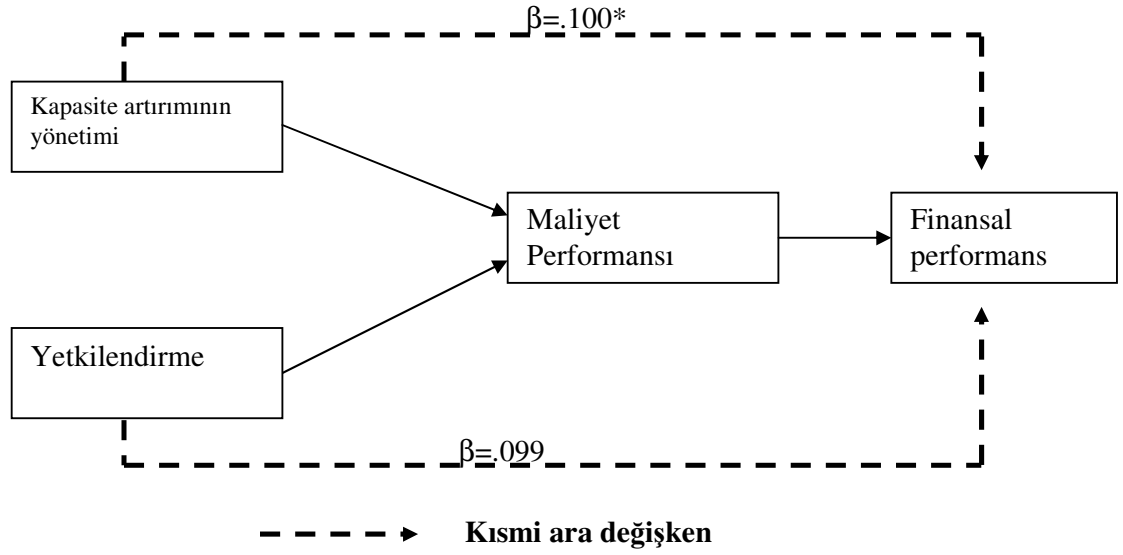 β=.100*
Kapasite artırımının
yönetimi
Maliyet
Performansı
Finansal
performans
Yetkilendirme
β=.099
Kısmi ara değişken